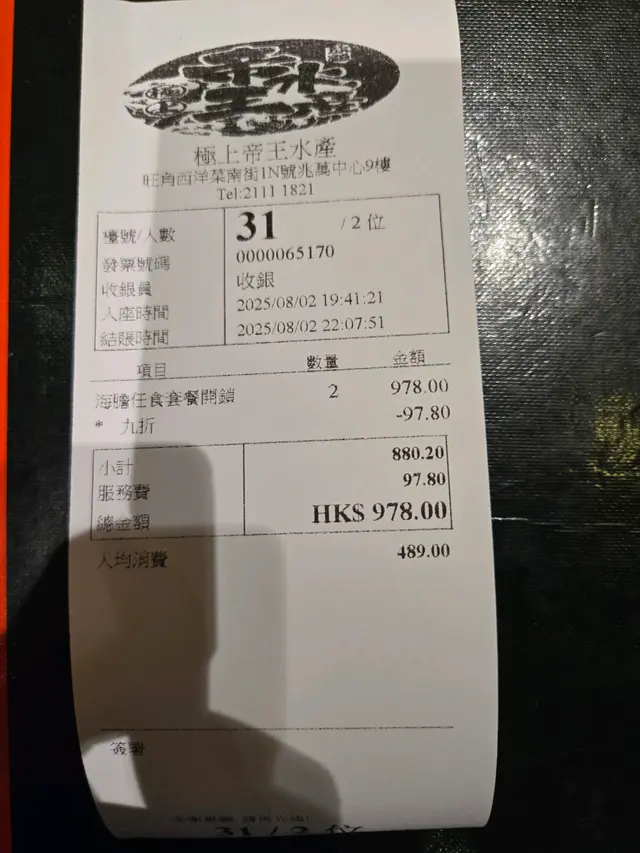 極上帝王水產
旺角西洋菜南街1N號兆萬中心9樓
Tel:2111 1821
檯號/人數 31 / 2 位
發票號碼 0000065170
收銀員 收銀
入座時間 2025/08/02 19:41:21
結賬時間 2025/08/02 22:07:51
項目 數量 金額
海膽任食套餐開鎖 2 978.00
* 九折 -97.80
小計 880.20
服務費 97.80
總金額 HK$ 978.00
人均消費 489.00
簽署
31 / 2 位